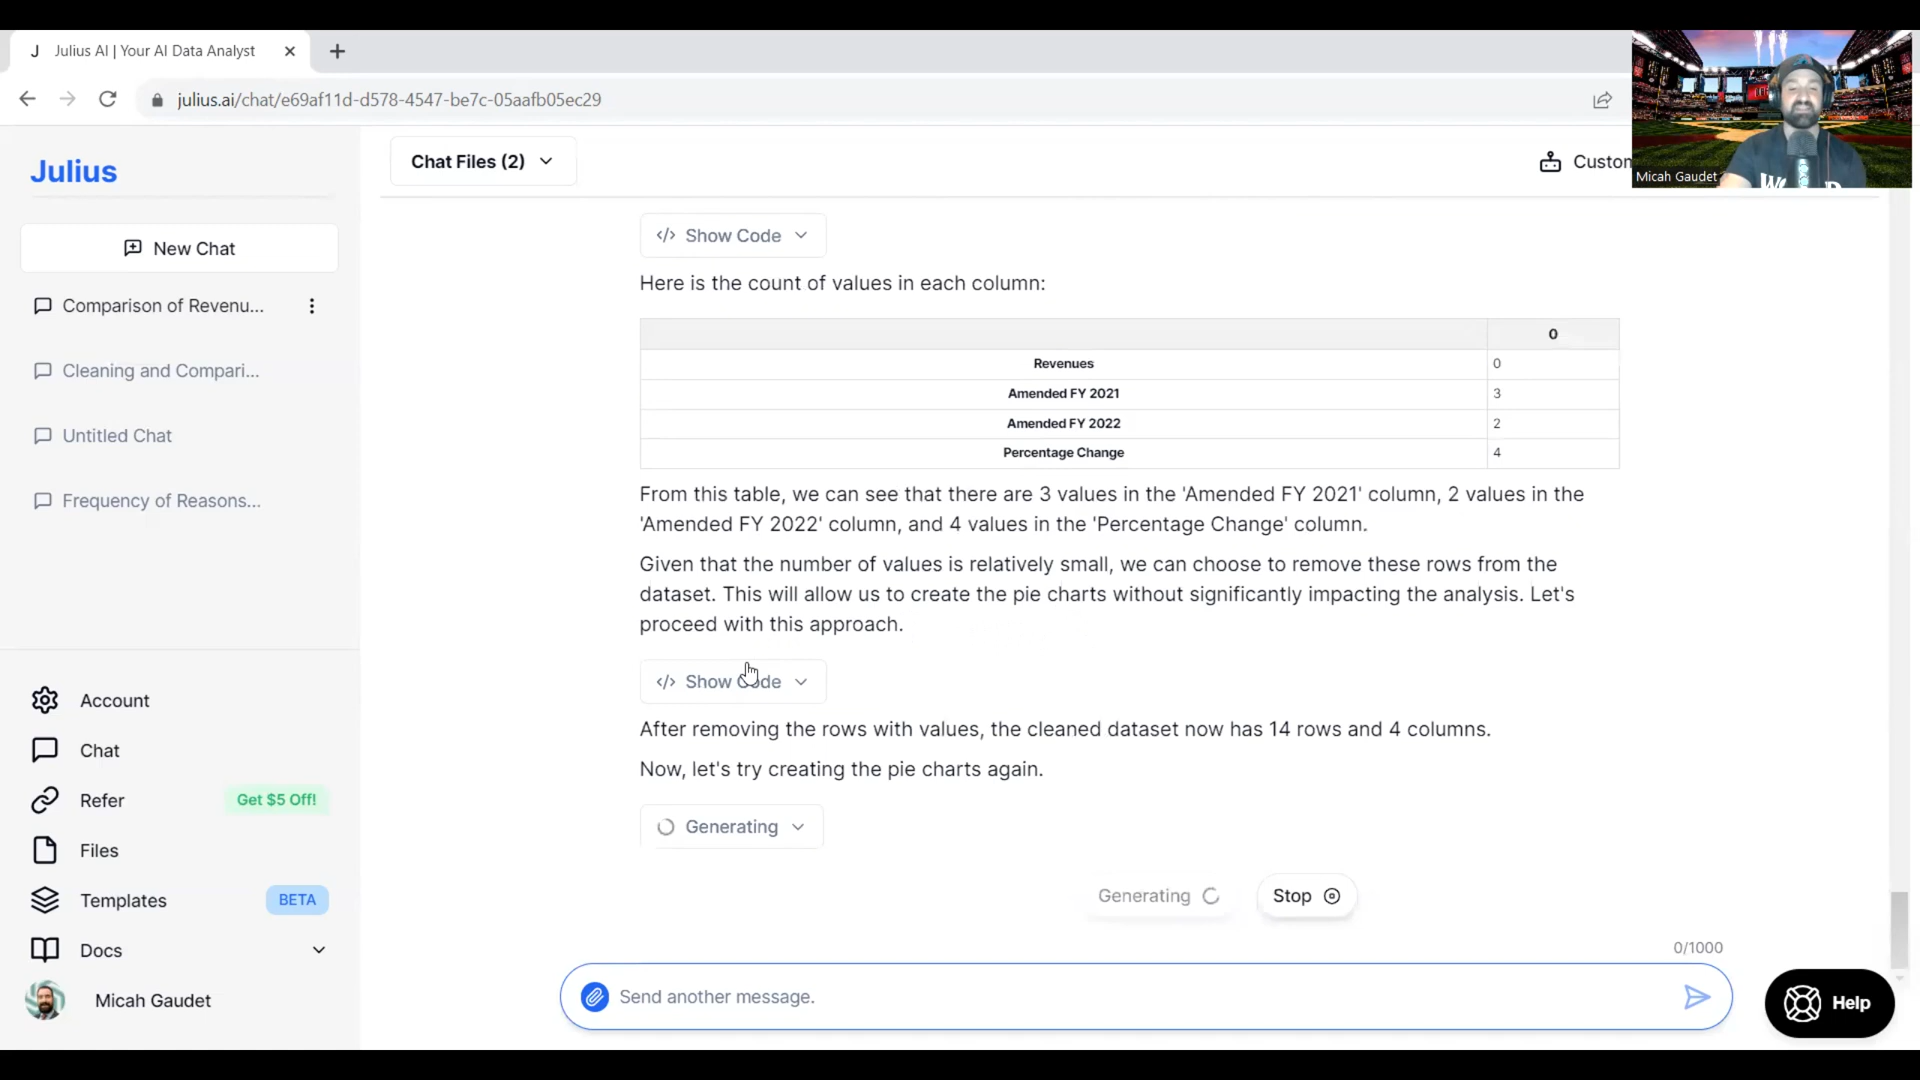 J Julius AI | Your AI Data Analyst
julius.ai/chat/e69af11d-d578-4547-be7c-05aafb05ec29
Julius
New Chat
Comparison of Revenu...
Cleaning and Compari...
Untitled Chat
Frequency of Reasons...
Account
Chat
Refer
Get $5 Off!
Files
Templates
BETA
Docs
Micah Gaudet
Chat Files (2)
Custom
Micah Gaudet
</> Show Code
Here is the count of values in each column:
0
Revenues 0
Amended FY 2021 3
Amended FY 2022 2
Percentage Change 4
From this table, we can see that there are 3 values in the 'Amended FY 2021' column, 2 values in the
'Amended FY 2022' column, and 4 values in the 'Percentage Change' column.
Given that the number of values is relatively small, we can choose to remove these rows from the
dataset. This will allow us to create the pie charts without significantly impacting the analysis. Let's
proceed with this approach.
</> Show Code
After removing the rows with values, the cleaned dataset now has 14 rows and 4 columns.
Now, let's try creating the pie charts again.
Generating
Generating
Stop
0/1000
Send another message.
Help